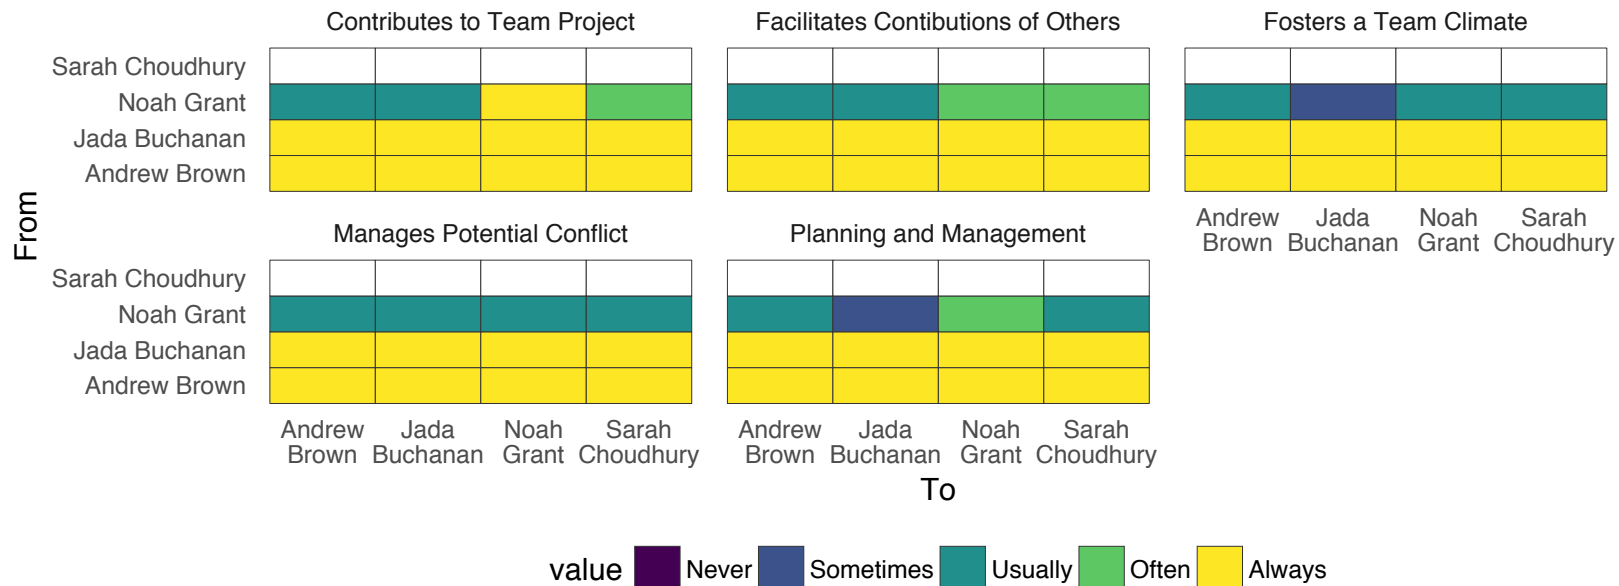 Contributes to Team Project
Facilitates Contibutions of Others
Fosters a Team Climate
Sarah Choudhury
Noah Grant
Jada Buchanan
Andrew Brown
Andrew Brown
Jada Buchanan
Noah Grant
Sarah Choudhury
From
Manages Potential Conflict
Planning and Management
Sarah Choudhury
Noah Grant
Jada Buchanan
Andrew Brown
Andrew Brown
Jada Buchanan
Noah Grant
Sarah Choudhury
Andrew Brown
Jada Buchanan
Noah Grant
Sarah Choudhury
To
value Never Sometimes Usually Often Always